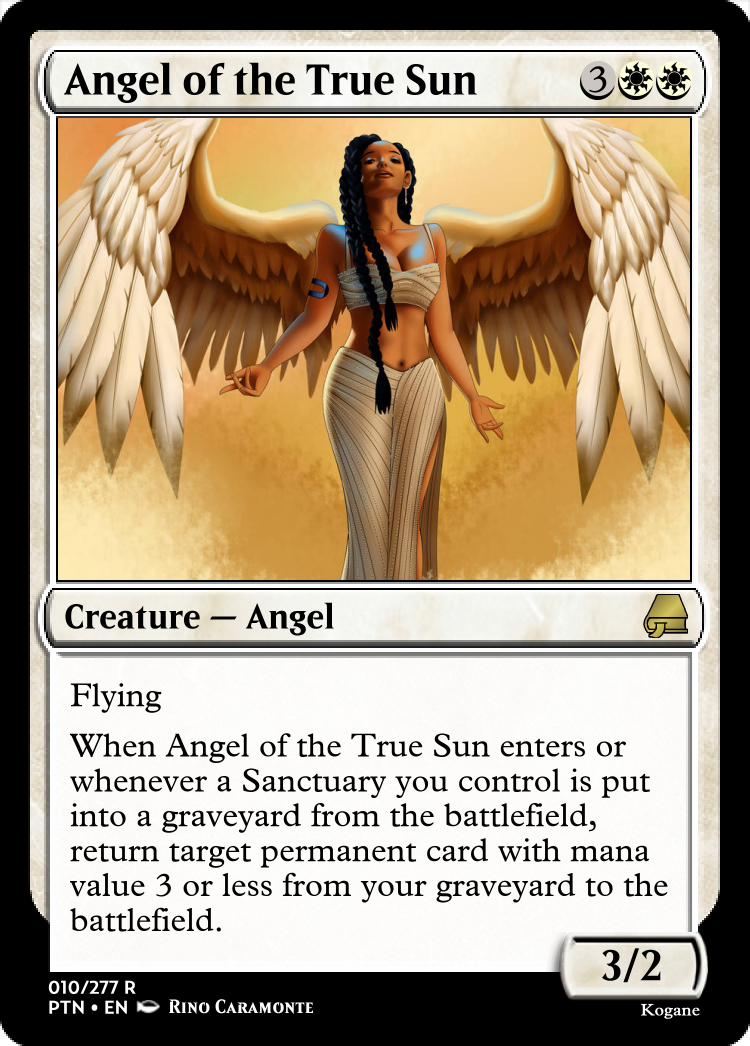 Angel of the True Sun 3
Creature — Angel
Flying
When Angel of the True Sun enters or
whenever a Sanctuary you control is put
into a graveyard from the battlefield,
return target permanent card with mana
value 3 or less from your graveyard to the
battlefield.
3/2
010/277 R
PTN • EN Rino Caramonte
Kogane